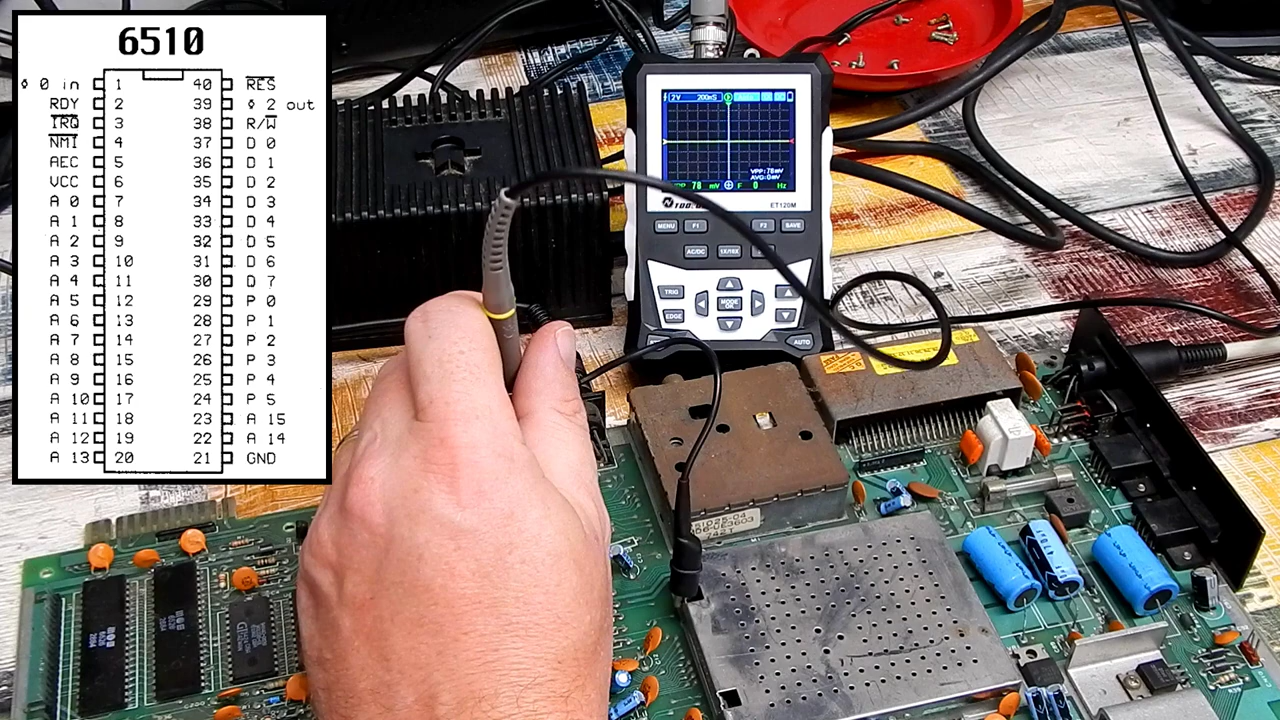 6510
ϕ 0 in 1 40 RES
RDY 2 39 ϕ 2 out
IRQ 3 38 R/W
NMI 4 37 D 0
AEC 5 36 D 1
VCC 6 35 D 2
A 0 7 34 D 3
A 1 8 33 D 4
A 2 9 32 D 5
A 3 10 31 D 6
A 4 11 30 D 7
A 5 12 29 P 0
A 6 13 28 P 1
A 7 14 27 P 2
A 8 15 26 P 3
A 9 16 25 P 4
A 10 17 24 P 5
A 11 18 23 A 15
A 12 19 22 A 14
A 13 20 21 GND
2V 200mS
VPP:78mV
AVG:0mV
VPP 78 mV F 0 Hz
ET120M
MENU F1 F2 SAVE
AC/DC 1X/10X
TRIG
MODE
OK
EDGE
AUTO